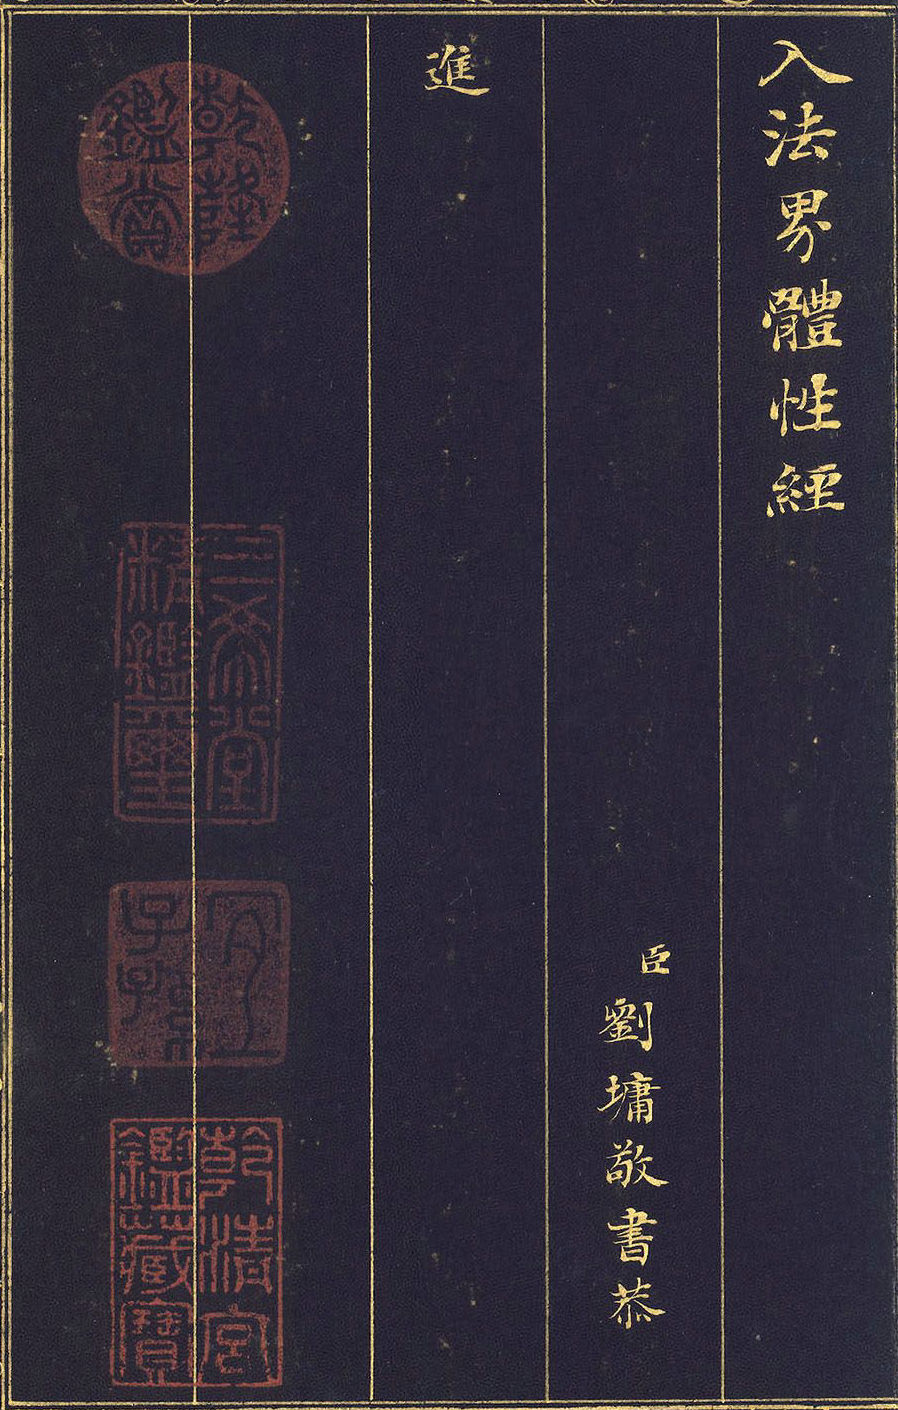 入法界體性經
臣劉墉敬書恭
進
乾隆鑑賞
三希堂精鑑璽
宜子孫
乾清宮鑑藏寶